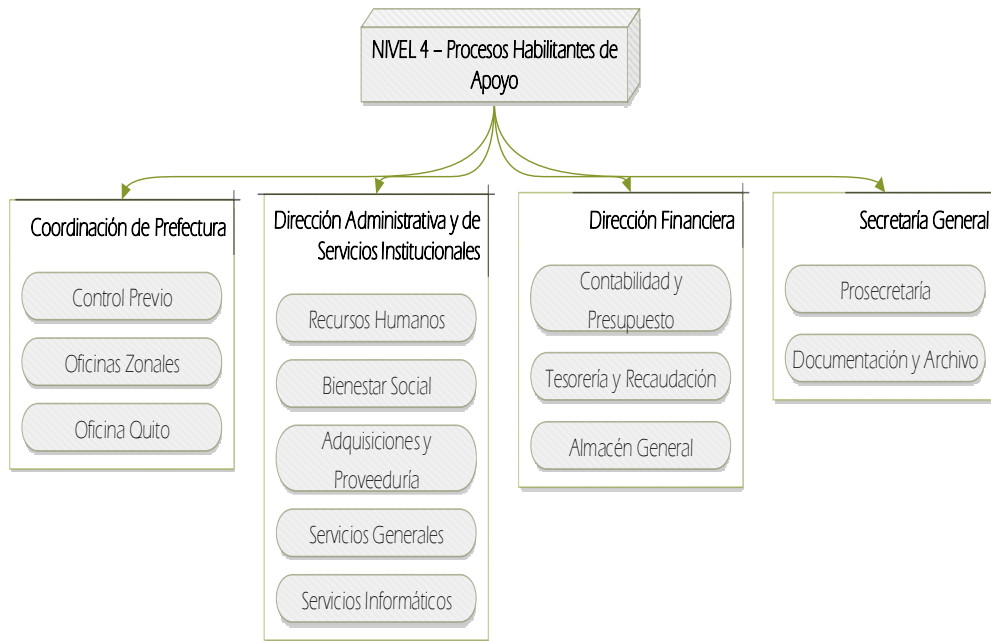 NIVEL 4 – Procesos Habilitantes de
Apoyo
Coordinación de Prefectura
Control Previo
Oficinas Zonales
Oficina Quito
Dirección Administrativa y de
Servicios Institucionales
Recursos Humanos
Bienestar Social
Adquisiciones y
Proveeduría
Servicios Generales
Servicios Informáticos
Dirección Financiera
Contabilidad y
Presupuesto
Tesorería y Recaudación
Almacén General
Secretaría General
Prosecretaría
Documentación y Archivo